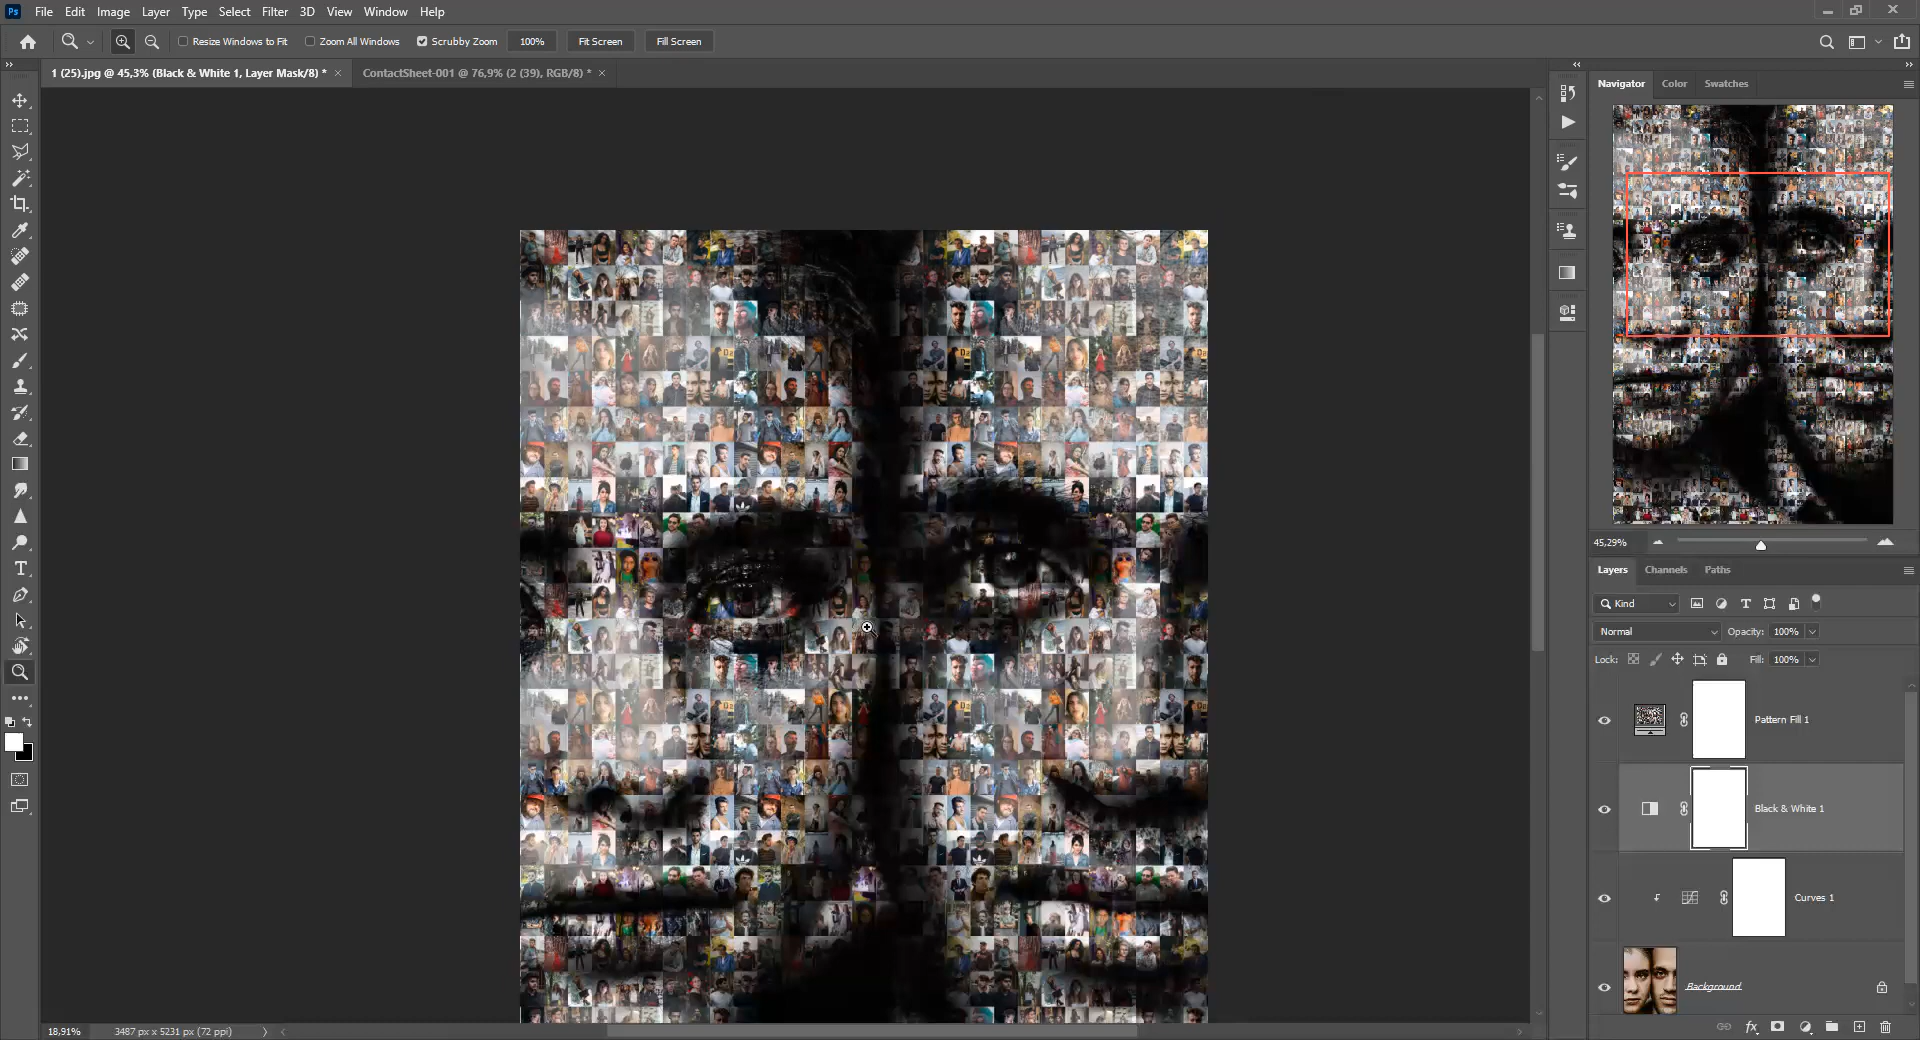 Ps File Edit Image Layer Type Select Filter 3D View Window Help
Resize Windows to Fit Zoom All Windows Scrubby Zoom 100% Fit Screen Fill Screen
1 (25).jpg @ 45,3% (Black & White 1, Layer Mask/8) * × ContactSheet-001 @ 76,9% (2 (39), RGB/8) * ×
Navigator Color Swatches
45,29%
Layers Channels Paths
Kind
Normal Opacity: 100%
Lock: Fill: 100%
Pattern Fill 1
Black & White 1
Curves 1
Background
18,91% 3487 px x 5231 px (72 ppi)